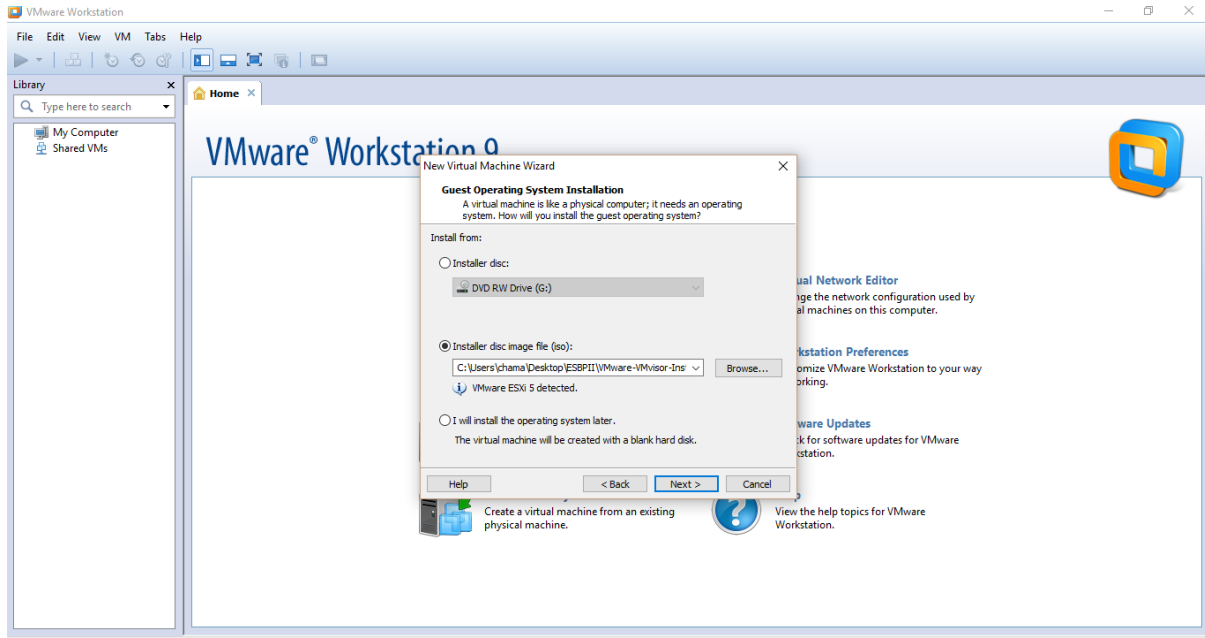 VMware Workstation
File Edit View VM Tabs Help
Library
Type here to search
My Computer
Shared VMs
Home
VMware® Workstation 9
New Virtual Machine Wizard
Guest Operating System Installation
A virtual machine is like a physical computer; it needs an operating
system. How will you install the guest operating system?
Install from:
Installer disc:
DVD RW Drive (G:)
Installer disc image file (iso):
C:\Users\chama\Desktop\ESBPII\VMware-VMvisor-Ins
Browse...
VMware ESXi 5 detected.
I will install the operating system later.
The virtual machine will be created with a blank hard disk.
Help
< Back
Next >
Cancel
ual Network Editor
nge the network configuration used by
al machines on this computer.
kstation Preferences
omize VMware Workstation to your way
orking.
ware Updates
ck for software updates for VMware
kstation.
Create a virtual machine from an existing
physical machine.
View the help topics for VMware
Workstation.